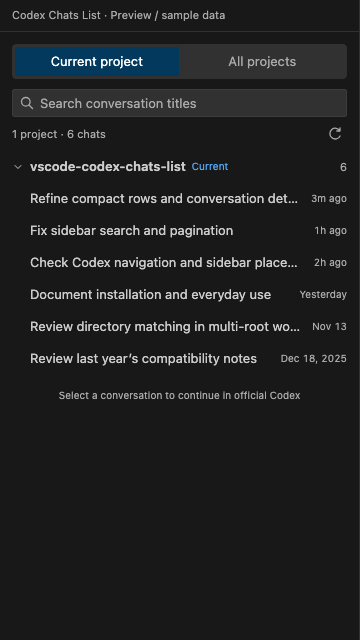 Codex Chats List · Preview / sample data
Current project All projects
Search conversation titles
1 project · 6 chats
vscode-codex-chats-list Current 6
Refine compact rows and conversation det... 3m ago
Fix sidebar search and pagination 1h ago
Check Codex navigation and sidebar place... 2h ago
Document installation and everyday use Yesterday
Review directory matching in multi-root wo... Nov 13
Review last year’s compatibility notes Dec 18, 2025
Select a conversation to continue in official Codex